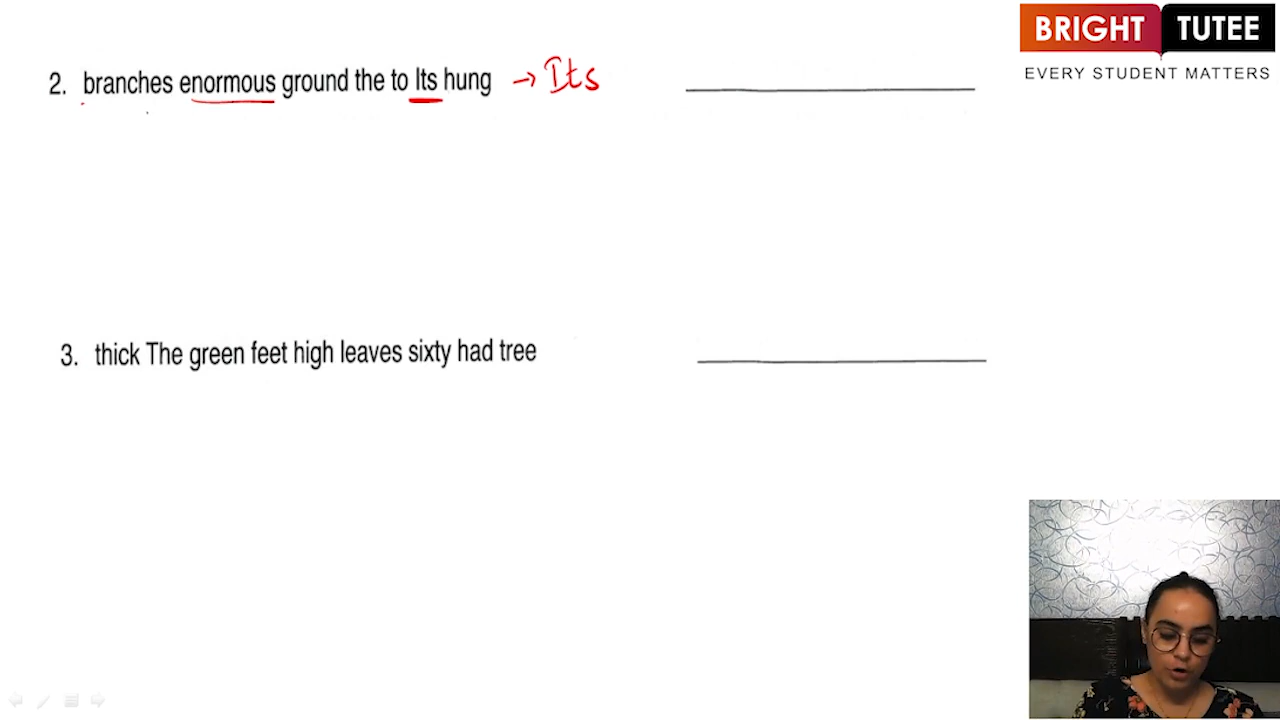 BRIGHT TUTEE
EVERY STUDENT MATTERS
2. branches enormous ground the to Its hung → Its
3. thick The green feet high leaves sixty had tree